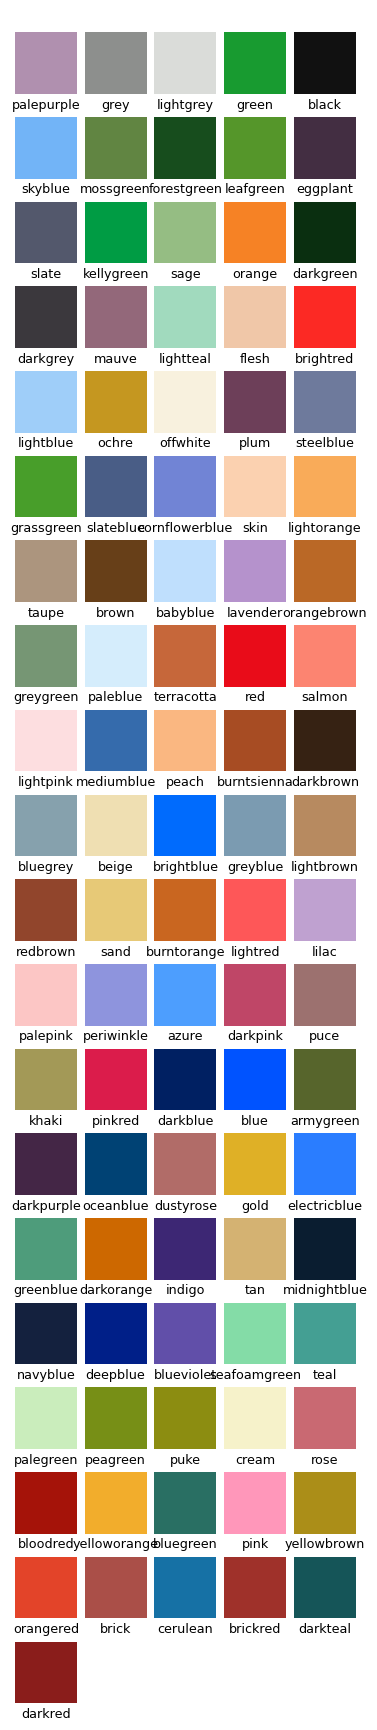 palepurple grey lightgrey green black
skyblue mossgreen forestgreen leafgreen eggplant
slate kellygreen sage orange darkgreen
darkgrey mauve lightteal flesh brightred
lightblue ochre offwhite plum steelblue
grassgreen slateblue cornflowerblue skin lightorange
taupe brown babyblue lavender orangebrown
greygreen paleblue terracotta red salmon
lightpink mediumblue peach burntsienna darkbrown
bluegrey beige brightblue greyblue lightbrown
redbrown sand burntorange lightred lilac
palepink periwinkle azure darkpink puce
khaki pinkred darkblue blue armygreen
darkpurple oceanblue dustyrose gold electricblue
greenblue darkorange indigo tan midnightblue
navyblue deepblue blueviolet seafoamgreen teal
palegreen peagreen puke cream rose
bloodred yelloworange bluegreen pink yellowbrown
orangered brick cerulean brickred darkteal
darkred